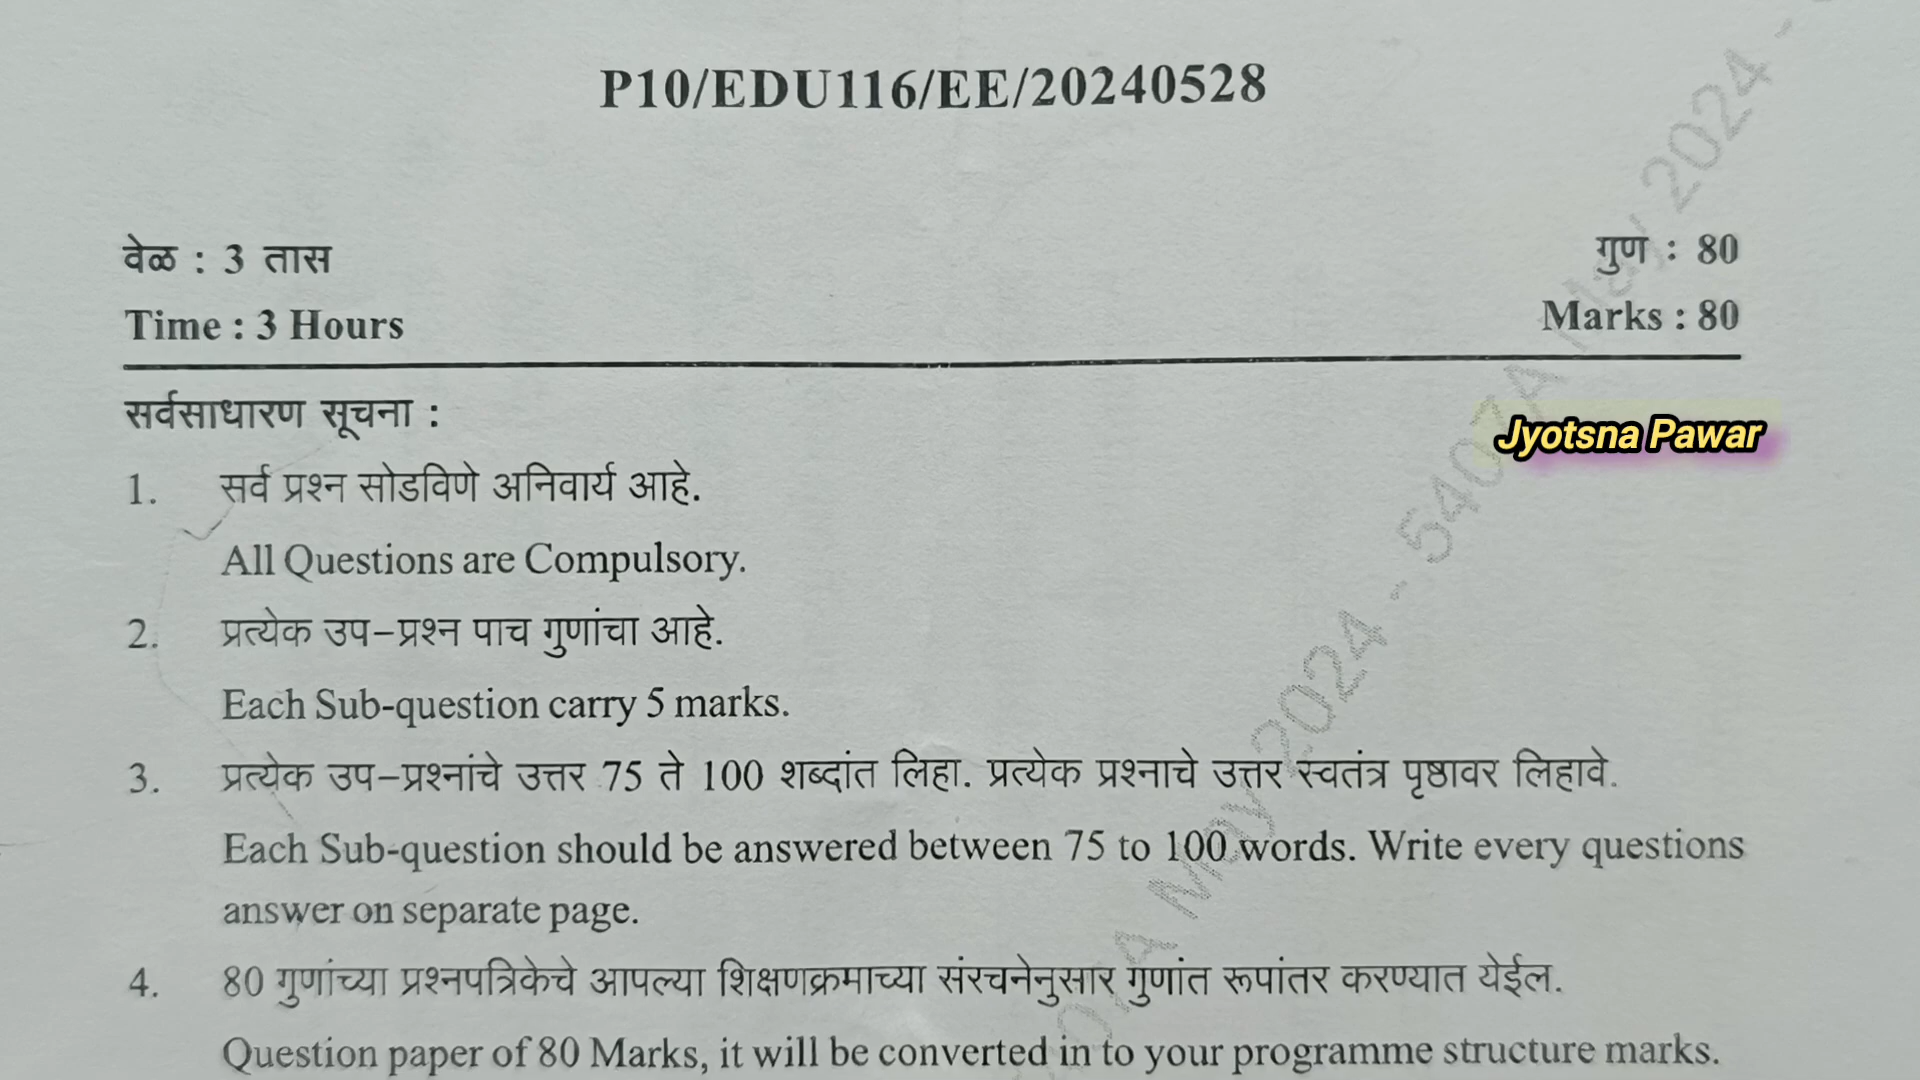 P10/EDU116/EE/20240528
वेळ : 3 तास
गुण : 80
Time : 3 Hours
Marks : 80
सर्वसाधारण सूचना :
Jyotsna Pawar
1. सर्व प्रश्न सोडविणे अनिवार्य आहे.
All Questions are Compulsory.
2. प्रत्येक उप-प्रश्न पाच गुणांचा आहे.
Each Sub-question carry 5 marks.
3. प्रत्येक उप-प्रश्नांचे उत्तर 75 ते 100 शब्दांत लिहा. प्रत्येक प्रश्नाचे उत्तर स्वतंत्र पृष्ठावर लिहावे.
Each Sub-question should be answered between 75 to 100 words. Write every questions
answer on separate page.
4. 80 गुणांच्या प्रश्नपत्रिकेचे आपल्या शिक्षणक्रमाच्या संरचनेनुसार गुणांत रूपांतर करण्यात येईल.
Question paper of 80 Marks, it will be converted in to your programme structure marks.
May 2024 - 5407A May 2024 -